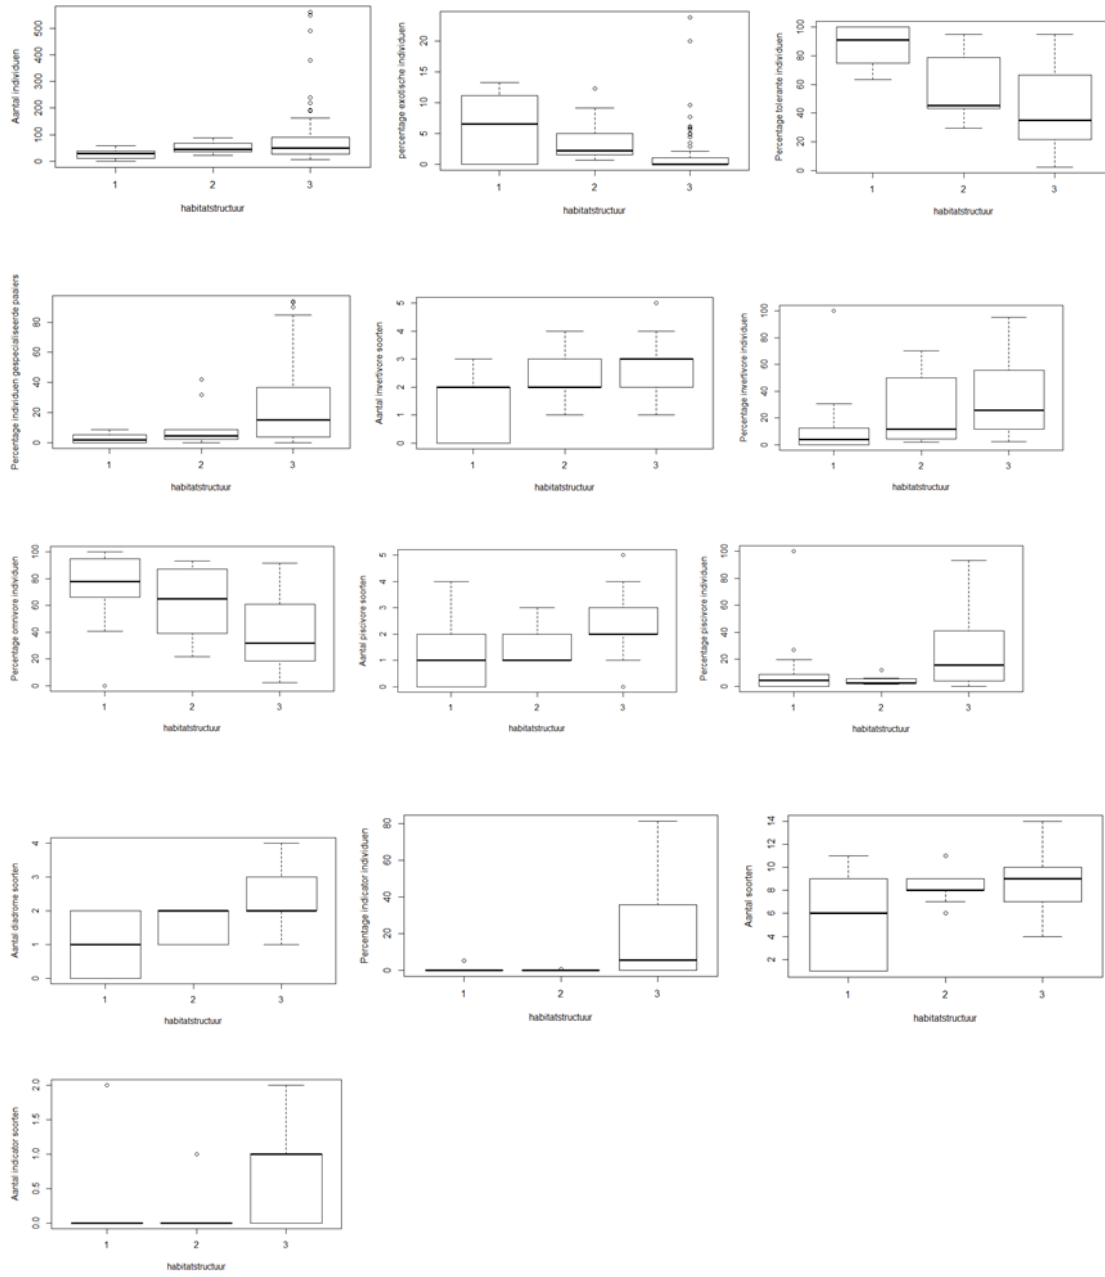 Aantal individuen
0 100 200 300 400 500
1 2 3
habitatstructuur
percentage exotische individuen
0 5 10 15 20
1 2 3
habitatstructuur
Percentage tolerante individuen
0 20 40 60 80 100
1 2 3
habitatstructuur
Percentage individuen gespecialiseerde paaiers
0 20 40 60 80
1 2 3
habitatstructuur
Aantal invertivore soorten
0 1 2 3 4 5
1 2 3
habitatstructuur
Percentage invertivore individuen
0 20 40 60 80 100
1 2 3
habitatstructuur
Percentage omnivore individuen
0 20 40 60 80 100
1 2 3
habitatstructuur
Aantal piscivore soorten
0 1 2 3 4 5
1 2 3
habitatstructuur
Percentage piscivore individuen
0 20 40 60 80 100
1 2 3
habitatstructuur
Aantal diadrome soorten
0 1 2 3 4
1 2 3
habitatstructuur
Percentage indicator individuen
0 20 40 60 80
1 2 3
habitatstructuur
Aantal soorten
2 4 6 8 10 12 14
1 2 3
habitatstructuur
Aantal indicator soorten
0.0 0.5 1.0 1.5 2.0
1 2 3
habitatstructuur